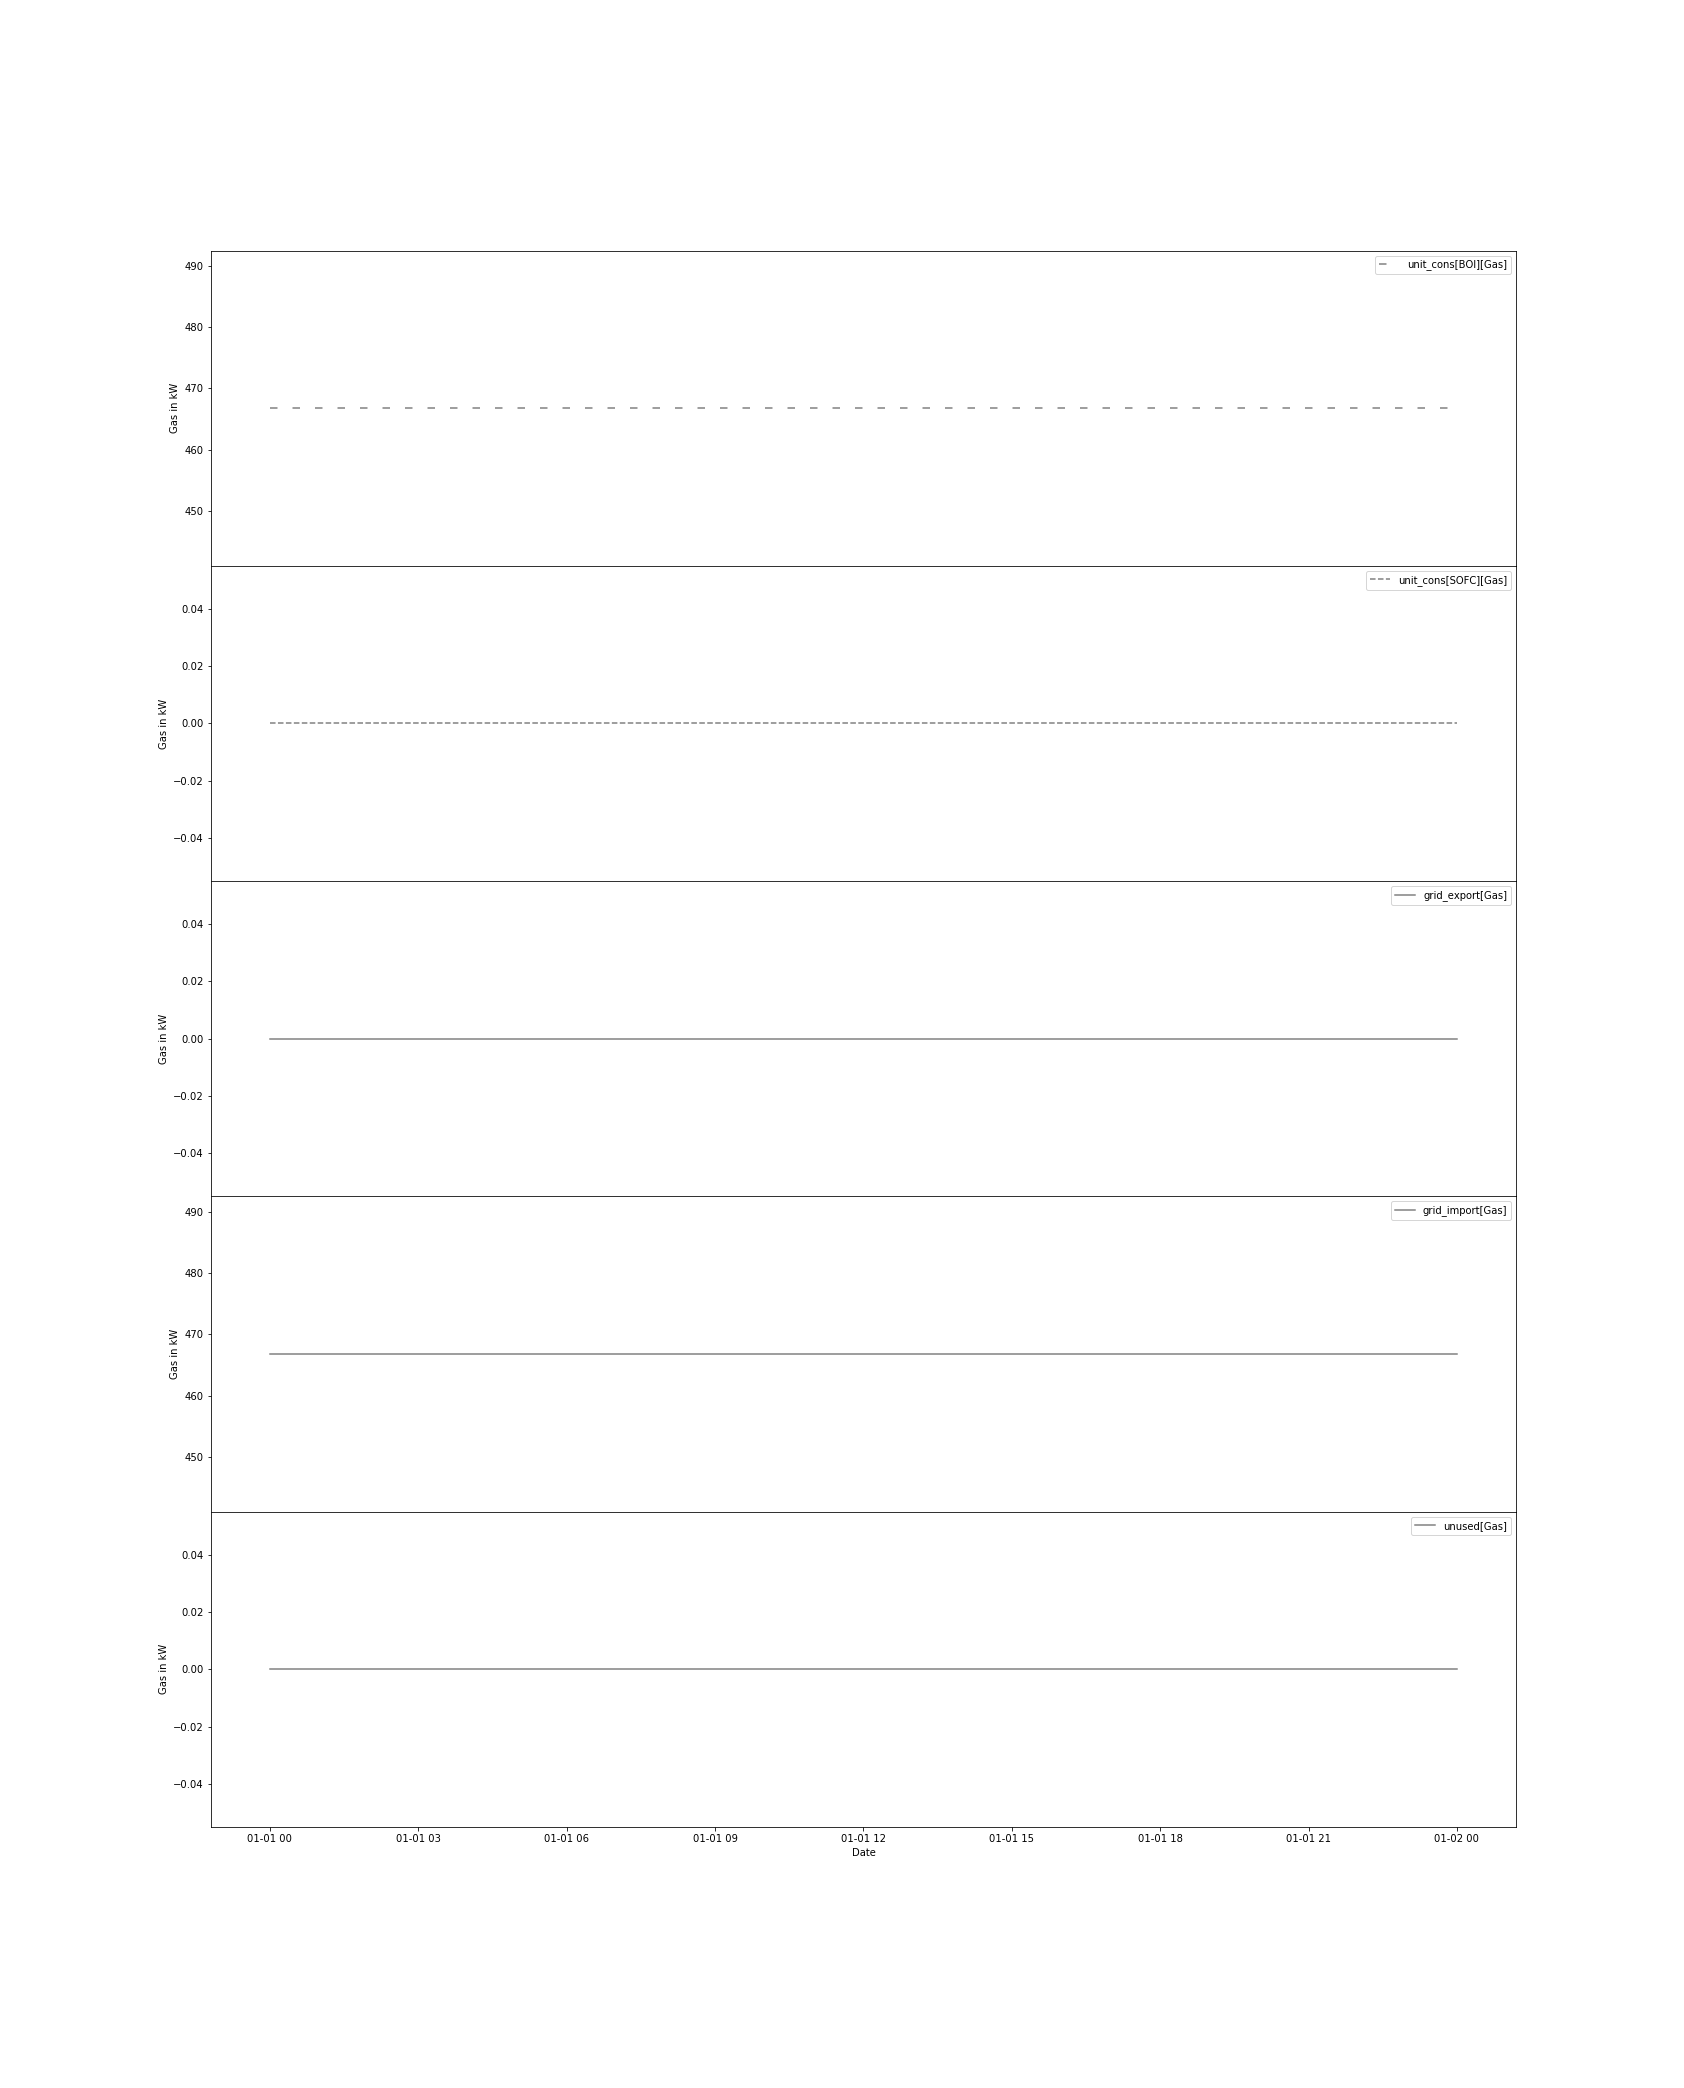 unit_cons[BOI][Gas]
490
480
470
460
450
Gas in kW
unit_cons[SOFC][Gas]
0.04
0.02
0.00
−0.02
−0.04
Gas in kW
grid_export[Gas]
0.04
0.02
0.00
−0.02
−0.04
Gas in kW
grid_import[Gas]
490
480
470
460
450
Gas in kW
unused[Gas]
0.04
0.02
0.00
−0.02
−0.04
Gas in kW
01-01 00 01-01 03 01-01 06 01-01 09 01-01 12 01-01 15 01-01 18 01-01 21 01-02 00
Date